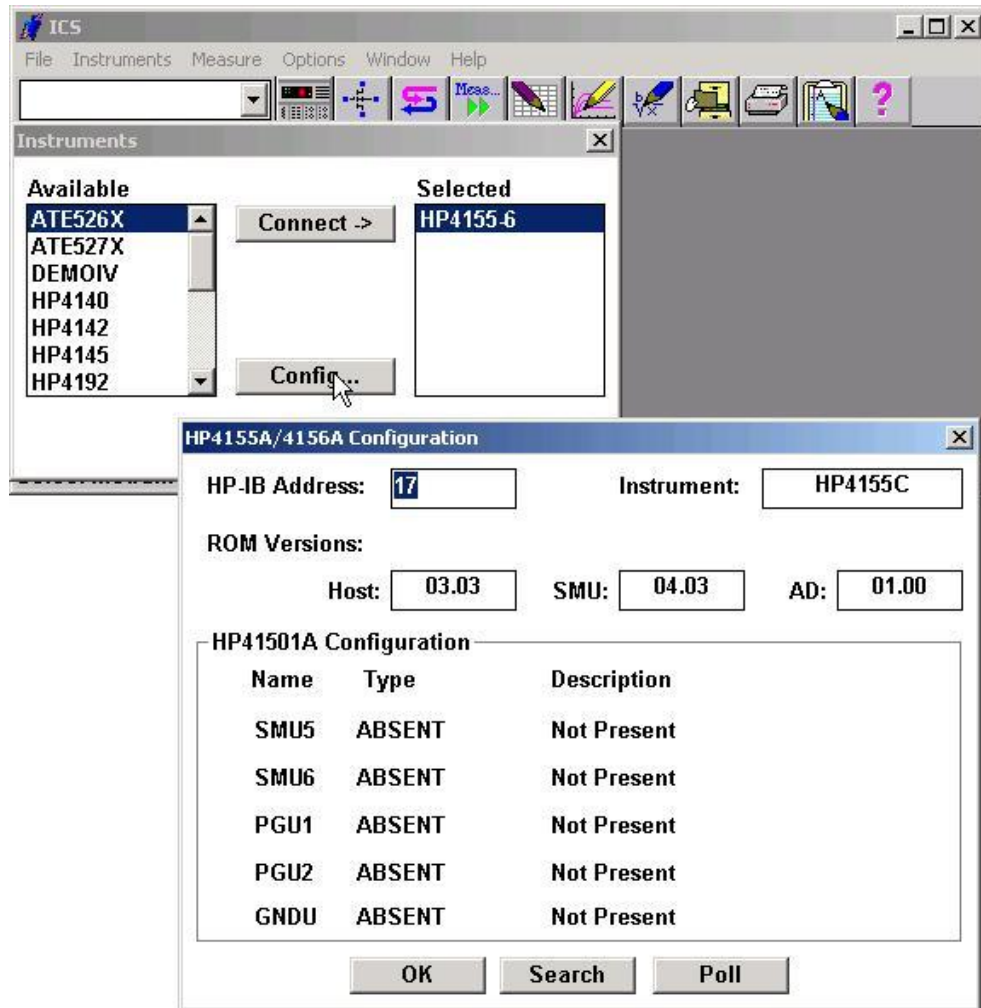 ICS
File Instruments Measure Options Window Help
Meas...
Instruments
Available
Selected
ATE526X
ATE527X
DEMOIV
HP4140
HP4142
HP4145
HP4192
Connect ->
HP4155-6
Config...
HP4155A/4156A Configuration
HP-IB Address: 17 Instrument: HP4155C
ROM Versions:
Host: 03.03 SMU: 04.03 AD: 01.00
HP41501A Configuration
Name Type Description
SMU5 ABSENT Not Present
SMU6 ABSENT Not Present
PGU1 ABSENT Not Present
PGU2 ABSENT Not Present
GNDU ABSENT Not Present
OK Search Poll